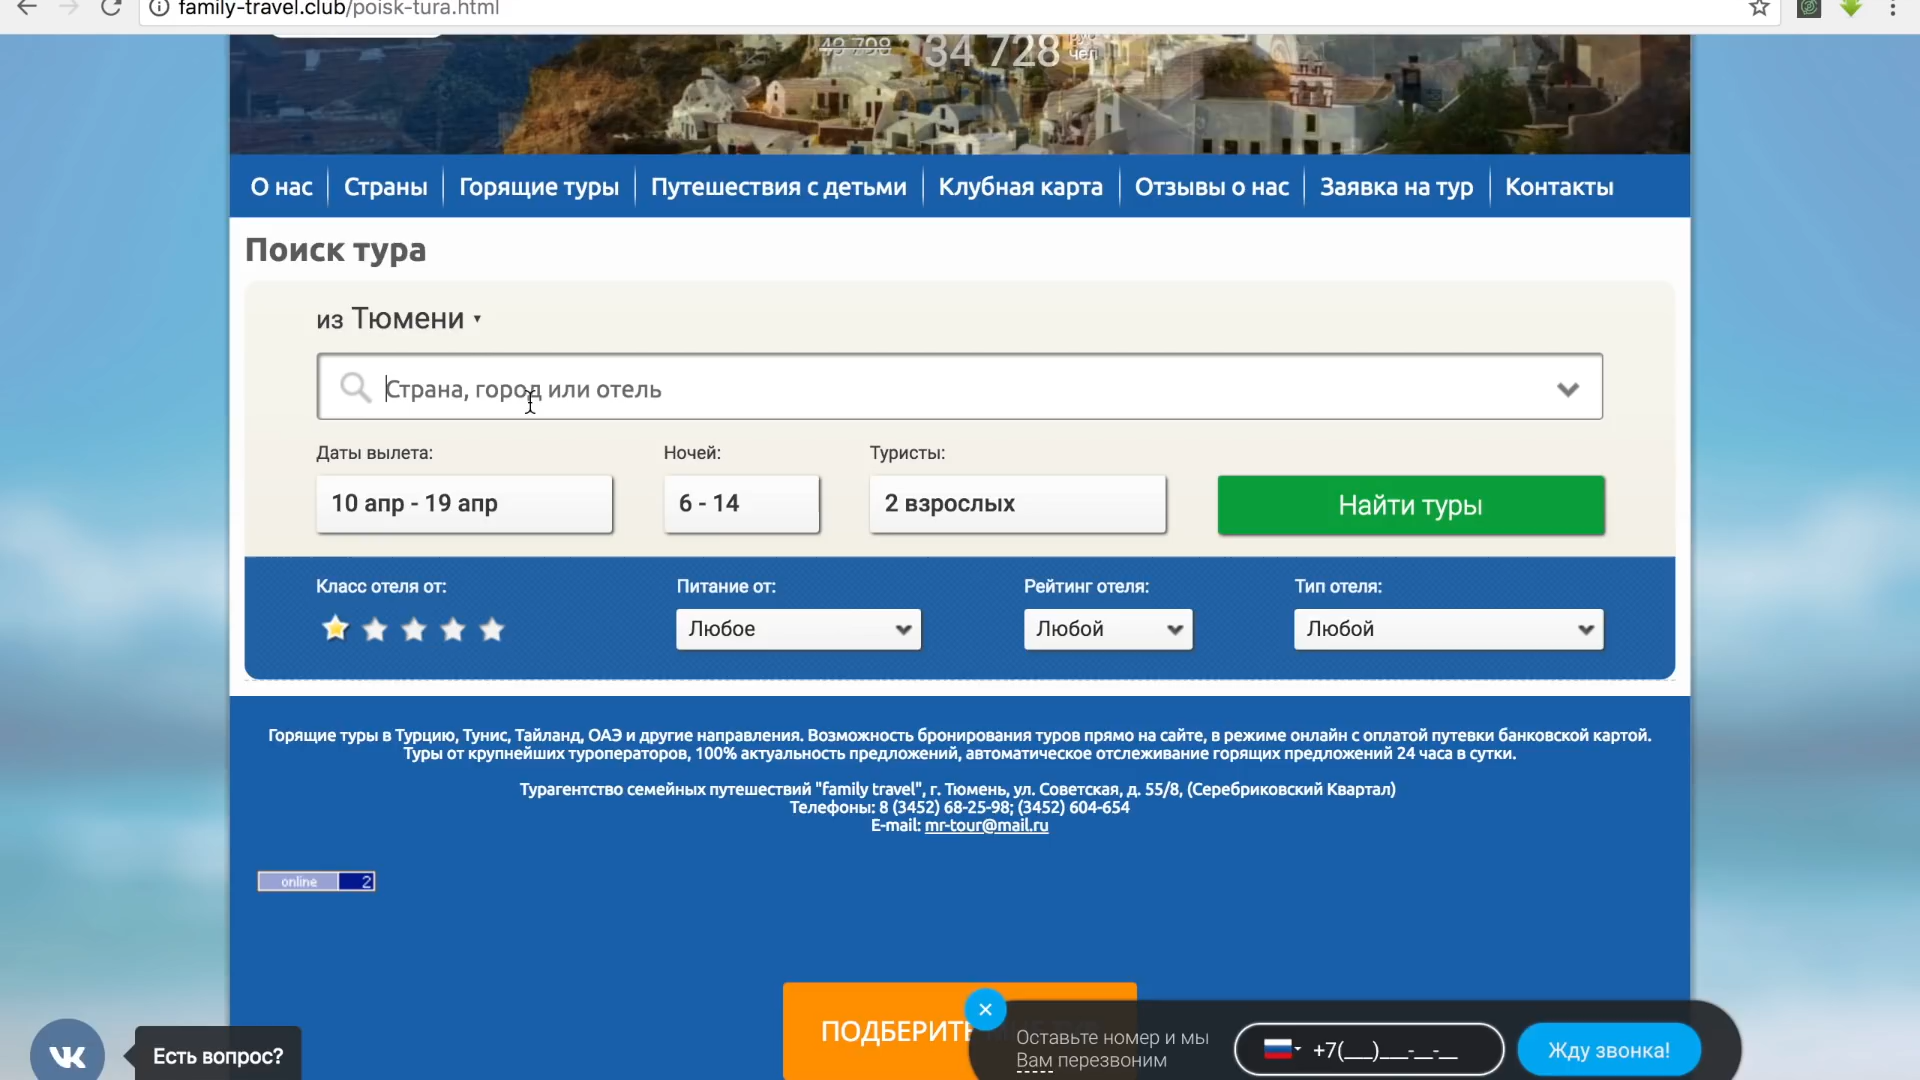 family-travel.club/poisk-tura.html
48 798 34 728 руб чел
О нас Страны Горящие туры Путешествия с детьми Клубная карта Отзывы о нас Заявка на тур Контакты
Поиск тура
из Тюмени
Страна, город или отель
Даты вылета: Ночей: Туристы:
10 апр - 19 апр 6 - 14 2 взрослых Найти туры
Класс отеля от: Питание от: Рейтинг отеля: Тип отеля:
Любое Любой Любой
Горящие туры в Турцию, Тунис, Тайланд, ОАЭ и другие направления. Возможность бронирования туров прямо на сайте, в режиме онлайн с оплатой путевки банковской картой.
Туры от крупнейших туроператоров, 100% актуальность предложений, автоматическое отслеживание горящих предложений 24 часа в сутки.
Турагентство семейных путешествий "family travel", г. Тюмень, ул. Советская, д. 55/8, (Серебриковский Квартал)
Телефоны: 8 (3452) 68-25-98; (3452) 604-654
E-mail: mr-tour@mail.ru
online 2
ПОДБЕРИТЕ
Оставьте номер и мы
Вам перезвоним
+7(___)___-__-__
Жду звонка!
Есть вопрос?